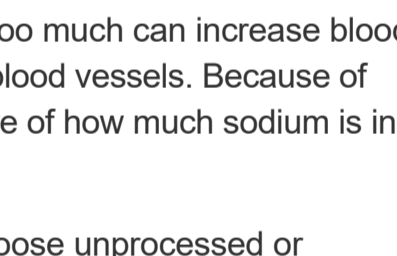 oo much can increase blood
blood vessels. Because of
e of how much sodium is in
oose unprocessed or